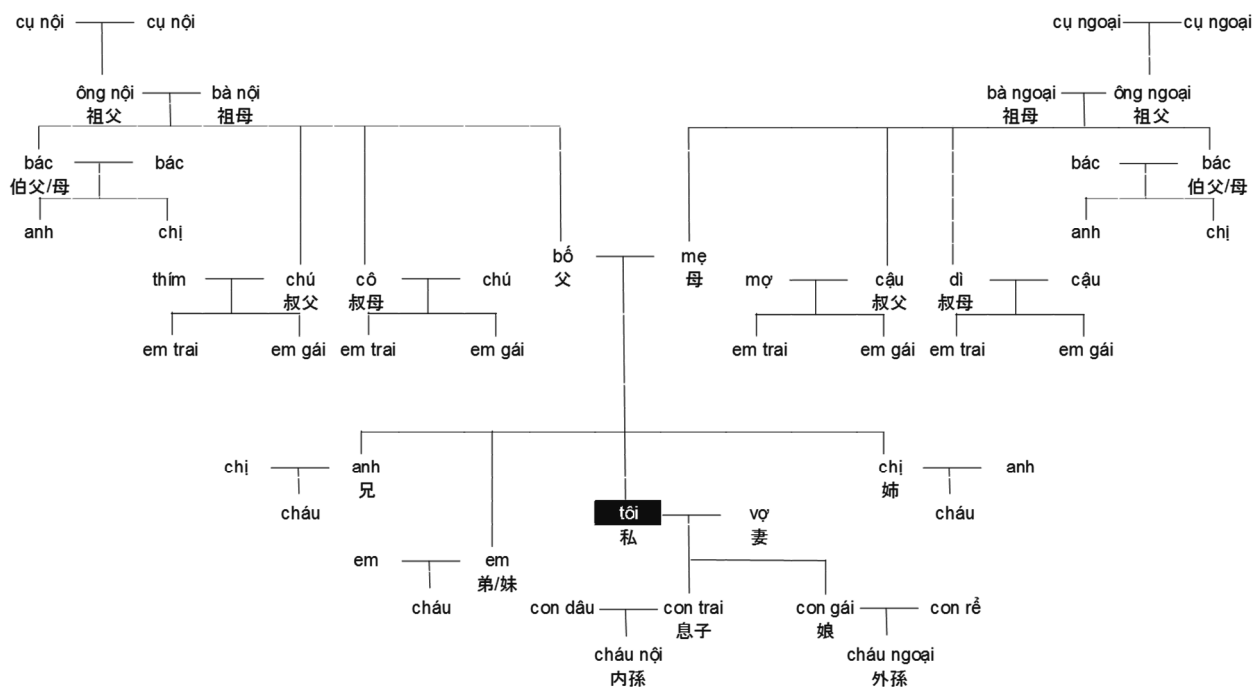 cụ nội cụ nội cụ ngoại cụ ngoại
ông nội bà nội bà ngoại ông ngoại
祖父 祖母 祖母 祖父
bác bác bác bác
伯父/母 伯父/母
anh chị anh chị
bố mẹ
父 母
thím chú cô chú mợ cậu dì cậu
叔父 叔母 叔父 叔母
em trai em gái em trai em gái em trai em gái em trai em gái
chị anh chị anh
兄 姉
cháu tôi vợ cháu
私 妻
em em
弟/妹
cháu con dâu con trai con gái con rể
息子 娘
cháu nội cháu ngoại
内孫 外孫